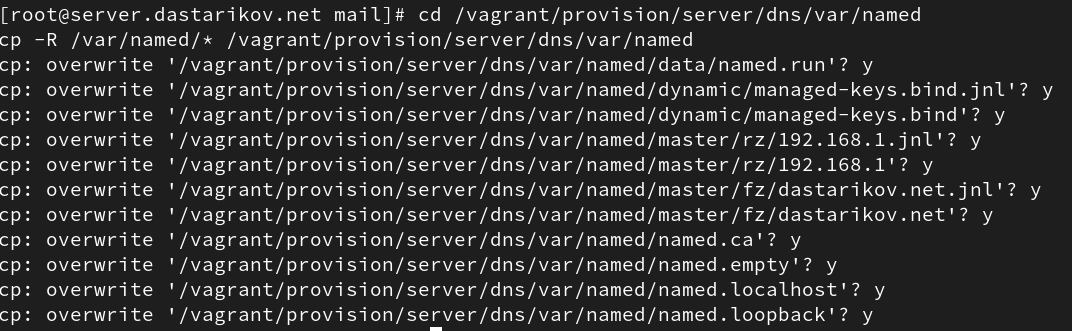 [root@server.dastarikov.net mail]# cd /vagrant/provision/server/dns/var/named
cp -R /var/named/* /vagrant/provision/server/dns/var/named
cp: overwrite '/vagrant/provision/server/dns/var/named/data/named.run'? y
cp: overwrite '/vagrant/provision/server/dns/var/named/dynamic/managed-keys.bind.jnl'? y
cp: overwrite '/vagrant/provision/server/dns/var/named/dynamic/managed-keys.bind'? y
cp: overwrite '/vagrant/provision/server/dns/var/named/master/rz/192.168.1.jnl'? y
cp: overwrite '/vagrant/provision/server/dns/var/named/master/rz/192.168.1'? y
cp: overwrite '/vagrant/provision/server/dns/var/named/master/fz/dastarikov.net.jnl'? y
cp: overwrite '/vagrant/provision/server/dns/var/named/master/fz/dastarikov.net'? y
cp: overwrite '/vagrant/provision/server/dns/var/named/named.ca'? y
cp: overwrite '/vagrant/provision/server/dns/var/named/named.empty'? y
cp: overwrite '/vagrant/provision/server/dns/var/named/named.localhost'? y
cp: overwrite '/vagrant/provision/server/dns/var/named/named.loopback'? y